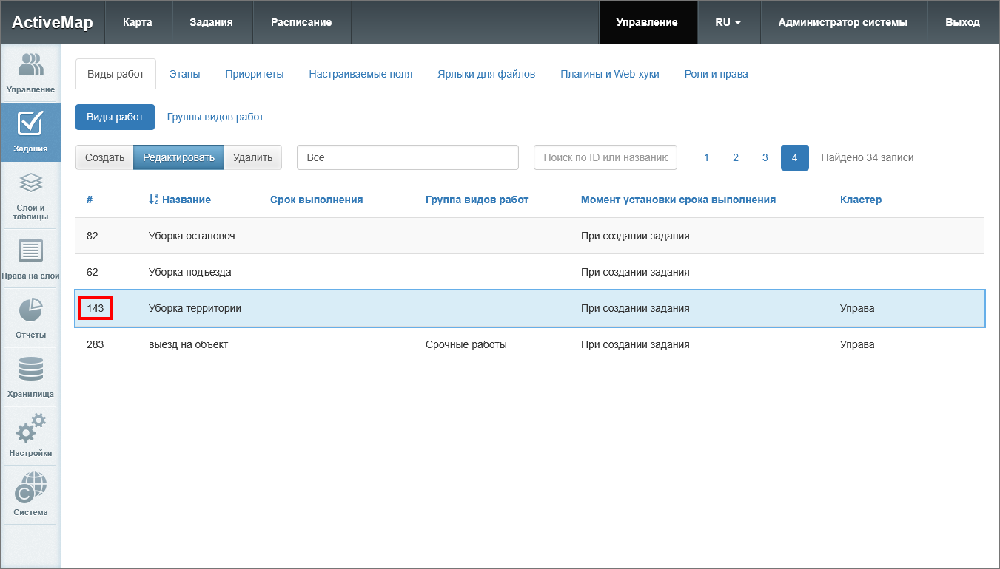 ActiveMap Карта Задания Расписание Управление RU Администратор системы Выход
Управление
Задания
Слои и
таблицы
Права на слои
Отчеты
Хранилища
Настройки
Система
Виды работ Этапы Приоритеты Настраиваемые поля Ярлыки для файлов Плагины и Web-хуки Роли и права
Виды работ Группы видов работ
Создать Редактировать Удалить Все Поиск по ID или названию 1 2 3 4 Найдено 34 записи
# Название Срок выполнения Группа видов работ Момент установки срока выполнения Кластер
82 Уборка остановоч… При создании задания
62 Уборка подъезда При создании задания
143 Уборка территории При создании задания Управа
283 выезд на объект Срочные работы При создании задания Управа